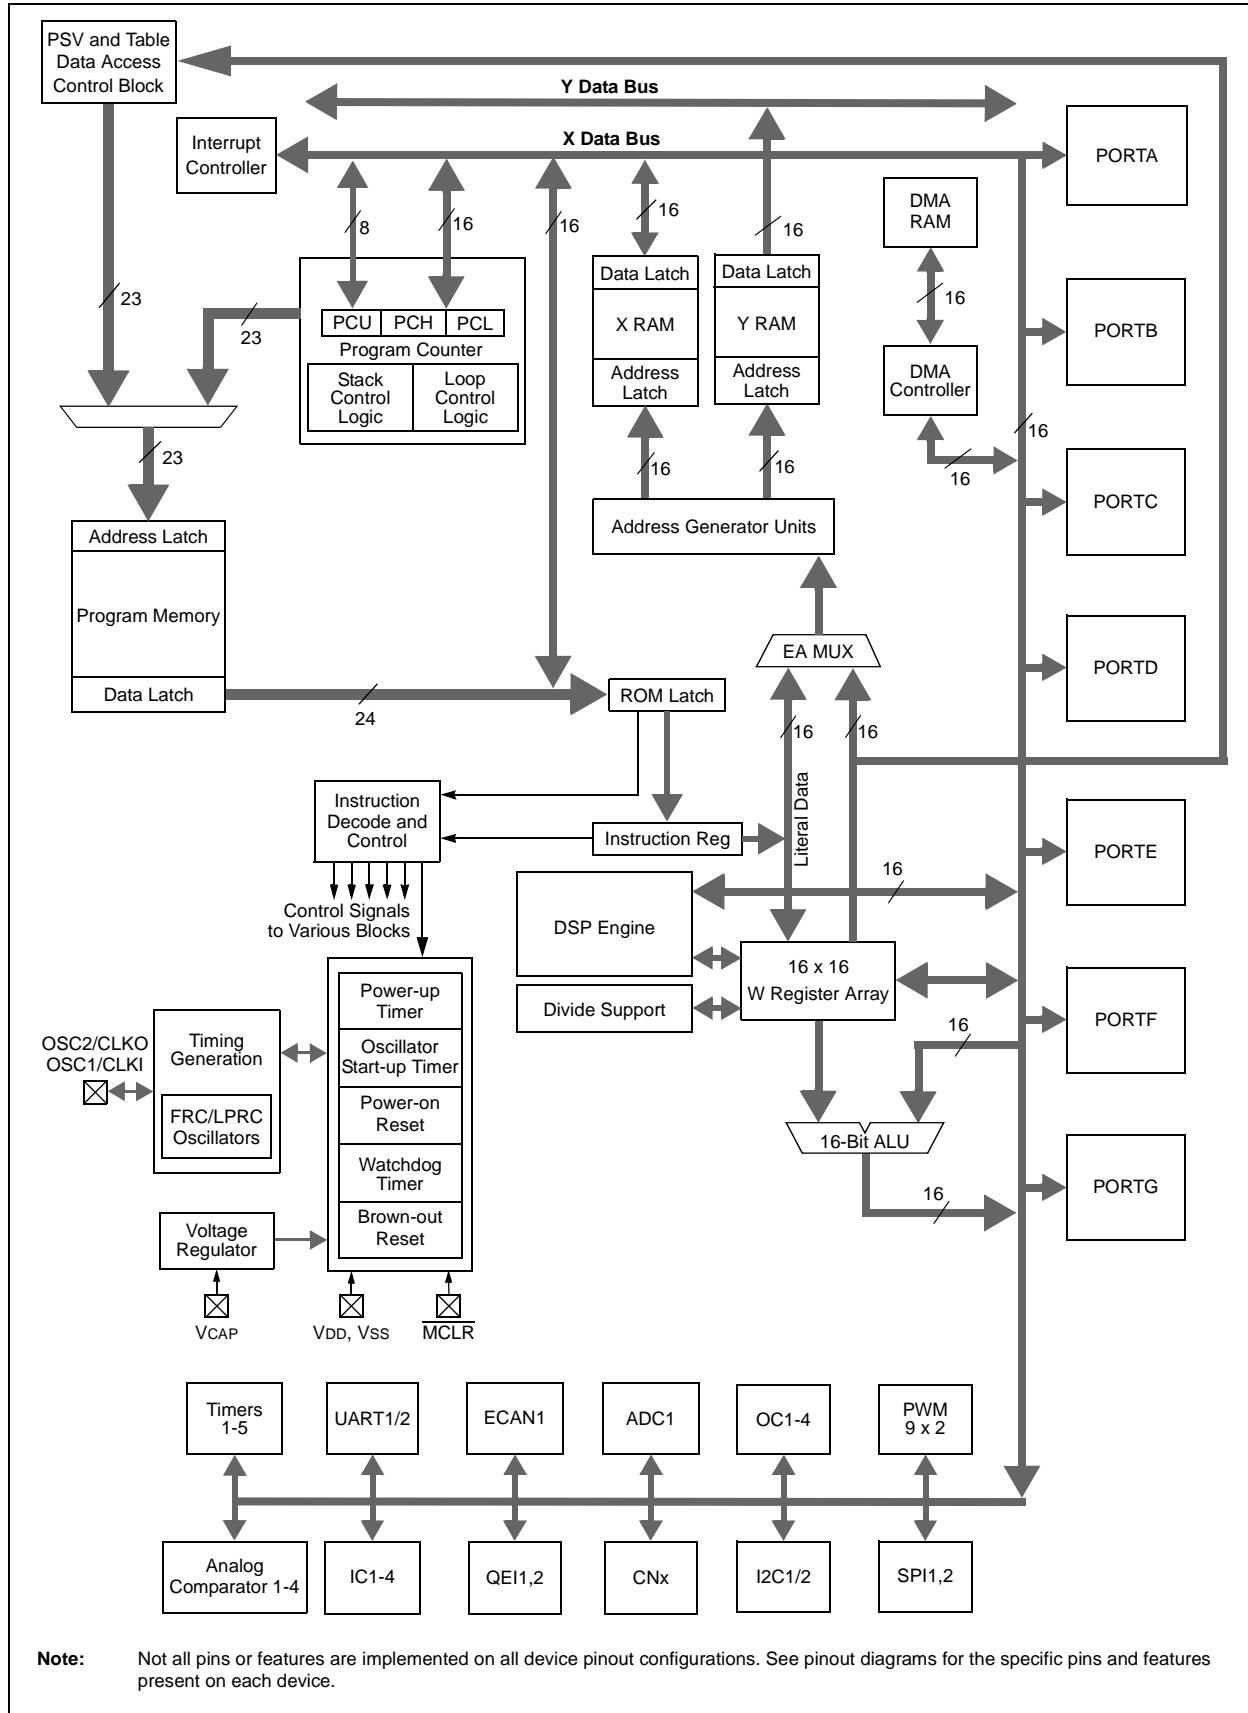 PSV and Table
Data Access
Control Block
Y Data Bus
Interrupt
Controller
X Data Bus
PORTA
8
16
16
16
16
DMA
RAM
23
Data Latch
Data Latch
16
23
PCU
PCH
PCL
X RAM
Y RAM
PORTB
Program Counter
Stack
Control
Logic
Loop
Control
Logic
Address
Latch
Address
Latch
DMA
Controller
16
23
16
16
16
PORTC
Address Latch
Address Generator Units
Program Memory
EA MUX
PORTD
Data Latch
24
ROM Latch
16
16
Instruction
Decode and
Control
Literal Data
Instruction Reg
PORTE
16
Control Signals
to Various Blocks
DSP Engine
16 x 16
W Register Array
Power-up
Timer
Divide Support
PORTF
OSC2/CLKO
OSC1/CLKI
Timing
Generation
Oscillator
Start-up Timer
16
FRC/LPRC
Oscillators
Power-on
Reset
16-Bit ALU
Watchdog
Timer
PORTG
16
Voltage
Regulator
Brown-out
Reset
VCAP
VDD, VSS
MCLR
Timers
1-5
UART1/2
ECAN1
ADC1
OC1-4
PWM
9 x 2
Analog
Comparator 1-4
IC1-4
QEI1,2
CNx
I2C1/2
SPI1,2
Note: Not all pins or features are implemented on all device pinout configurations. See pinout diagrams for the specific pins and features
present on each device.